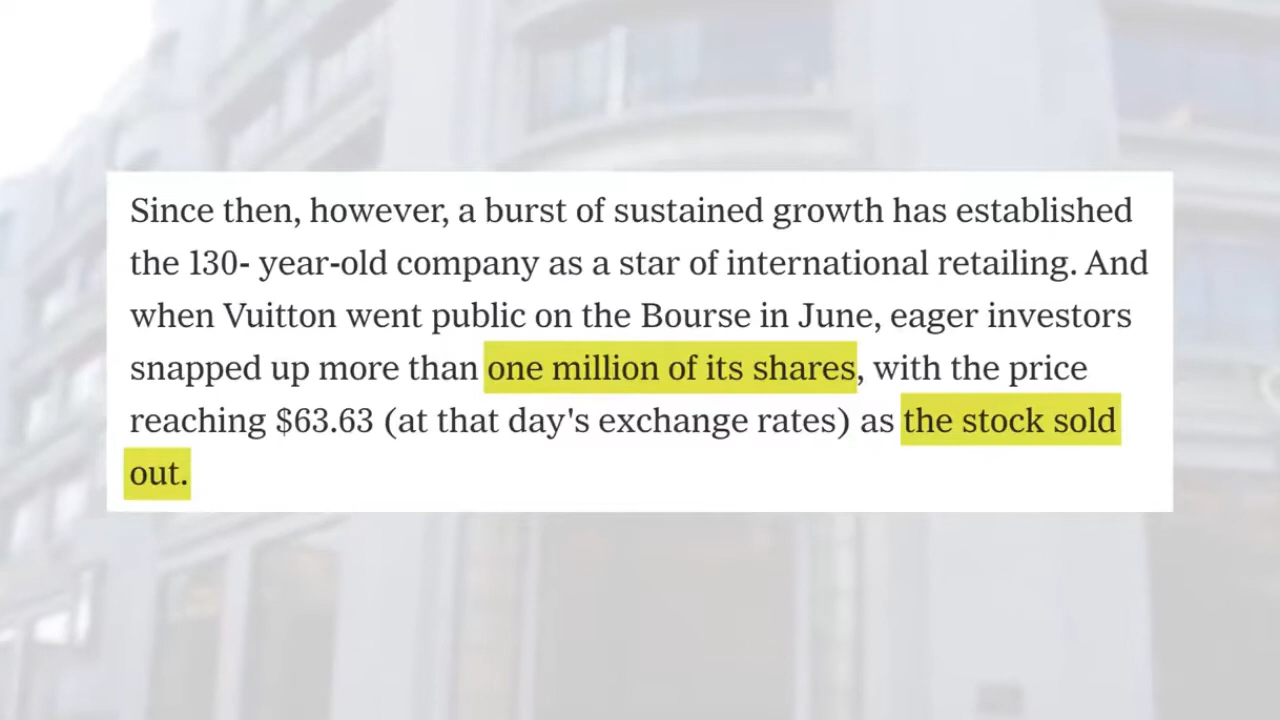 Since then, however, a burst of sustained growth has established
the 130- year-old company as a star of international retailing. And
when Vuitton went public on the Bourse in June, eager investors
snapped up more than one million of its shares, with the price
reaching $63.63 (at that day's exchange rates) as the stock sold
out.